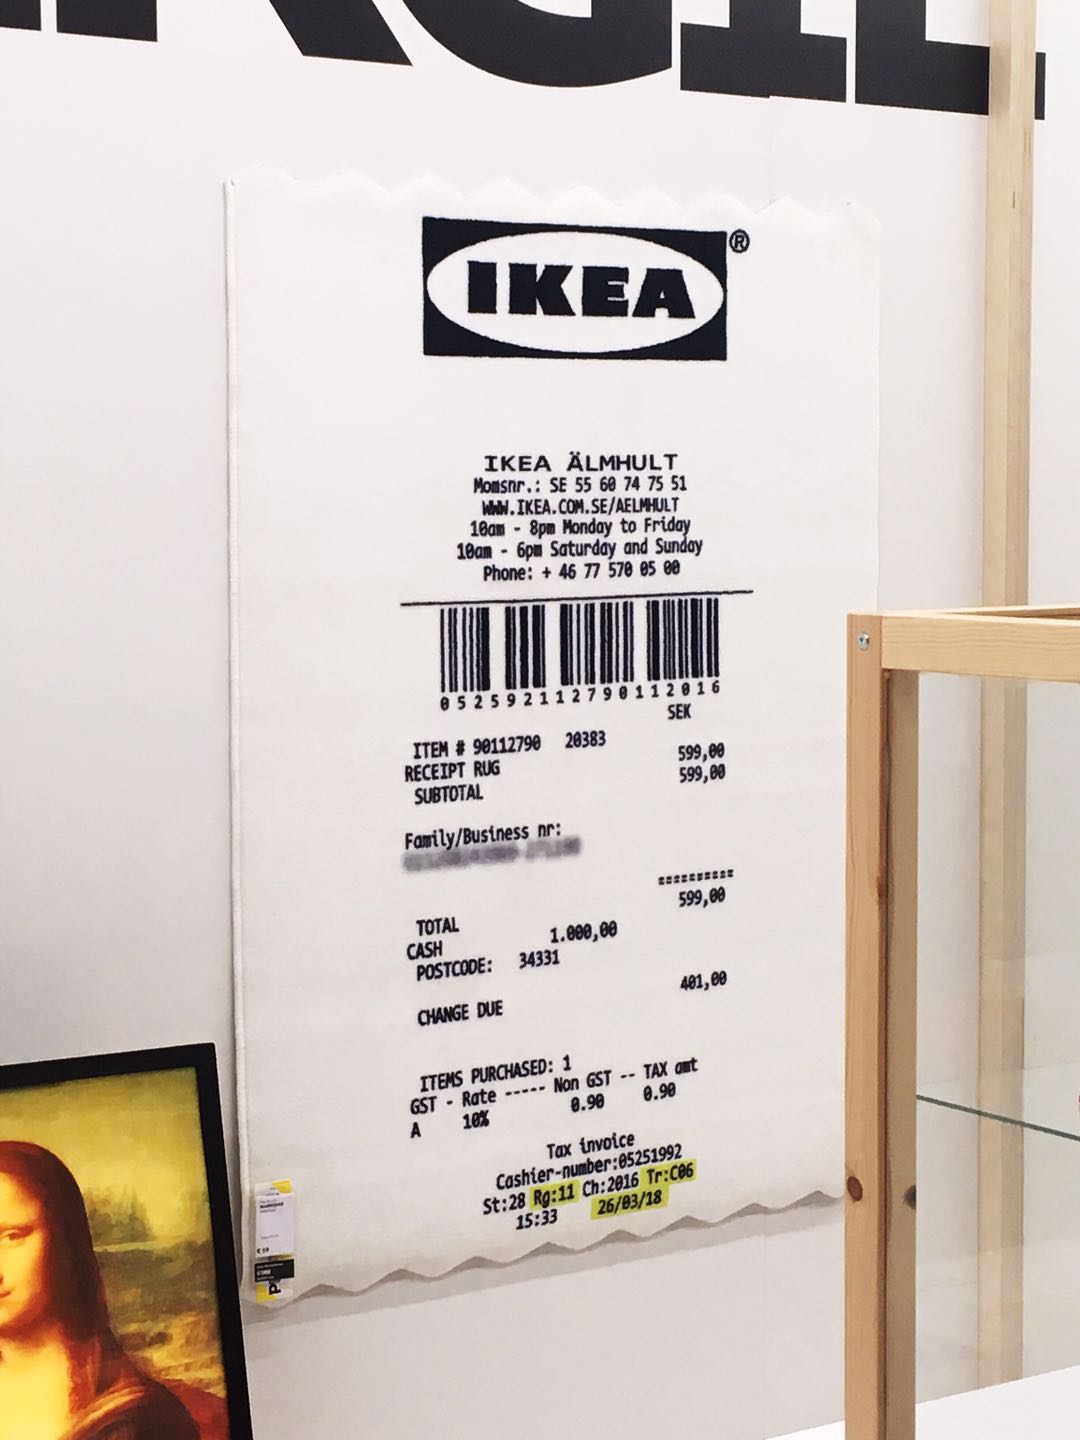 IKEA®
IKEA ÄLMHULT
Momsnr.: SE 55 60 74 75 51
WWW.IKEA.COM.SE/AELMHULT
10am - 8pm Monday to Friday
10am - 6pm Saturday and Sunday
Phone: + 46 77 570 05 00
05259211279011 2016
SEK
ITEM # 90112790 20383
RECEIPT RUG 599,00
SUBTOTAL 599,00
Family/Business nr:
==========
599,00
TOTAL
CASH 1.000,00
POSTCODE: 34331
401,00
CHANGE DUE
ITEMS PURCHASED: 1
GST - Rate ----- Non GST -- TAX amt
A 10% 0.90 0.90
Tax invoice
Cashier-number:05251992
St:28 Rg:11 Ch:2016 Tr:C06
15:33 26/03/18